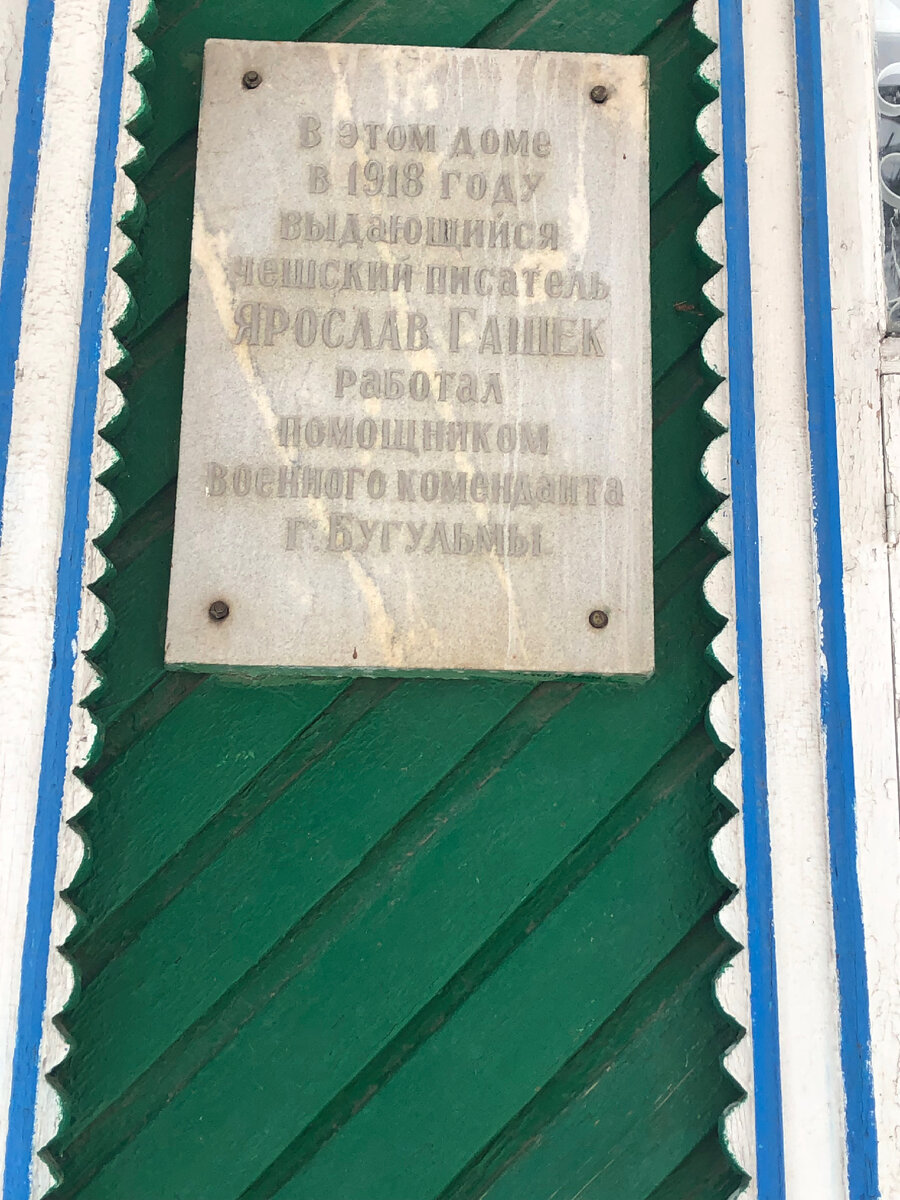 В этом доме
в 1918 году
выдающийся
чешский писатель
ЯРОСЛАВ ГАШЕК
работал
помощником
военного коменданта
г. Бугульмы.